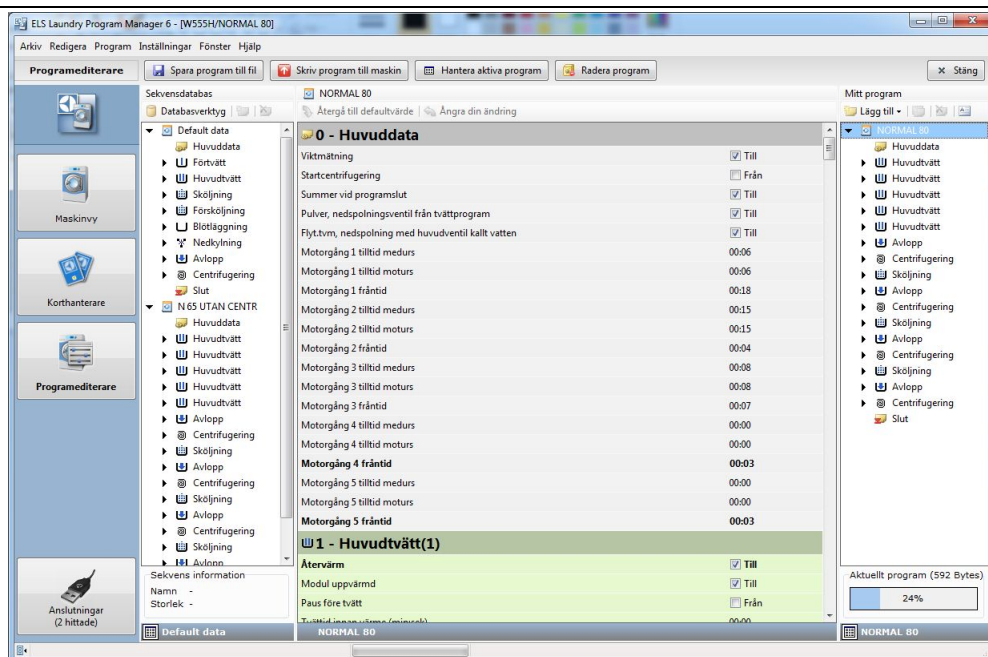 ELS Laundry Program Manager 6 - [W555H/NORMAL 80]
Arkiv Redigera Program Inställningar Fönster Hjälp
Programediterare
Spara program till fil
Skriv program till maskin
Hantera aktiva program
Radera program
Stäng
Maskinvy
Korthanterare
Programediterare
Anslutningar
(2 hittade)
Sekvensdatabas
Databasverktyg
Default data
Huvuddata
Förtvätt
Huvudtvätt
Sköljning
Försköljning
Blötläggning
Nedkylning
Avlopp
Centrifugering
Slut
N 65 UTAN CENTR
Huvuddata
Huvudtvätt
Huvudtvätt
Huvudtvätt
Huvudtvätt
Huvudtvätt
Avlopp
Centrifugering
Sköljning
Avlopp
Centrifugering
Sköljning
Avlopp
Centrifugering
Sköljning
Avlopp
Sekvens information
Namn -
Storlek -
Default data
NORMAL 80
Återgå till defaultvärde
Ångra din ändring
0 - Huvuddata
Viktmätning Till
Startcentrifugering Från
Summer vid programslut Till
Pulver, nedspolningsventil från tvättprogram Till
Flyt.tvm, nedspolning med huvudventil kallt vatten Till
Motorgång 1 tilltid medurs 00:06
Motorgång 1 tilltid moturs 00:06
Motorgång 1 fråntid 00:18
Motorgång 2 tilltid medurs 00:15
Motorgång 2 tilltid moturs 00:15
Motorgång 2 fråntid 00:04
Motorgång 3 tilltid medurs 00:08
Motorgång 3 tilltid moturs 00:08
Motorgång 3 fråntid 00:07
Motorgång 4 tilltid medurs 00:00
Motorgång 4 tilltid moturs 00:00
Motorgång 4 fråntid 00:03
Motorgång 5 tilltid medurs 00:00
Motorgång 5 tilltid moturs 00:00
Motorgång 5 fråntid 00:03
1 - Huvudtvätt(1)
Återvärm Till
Modul uppvärmd Till
Paus före tvätt Från
Tvättid innan värme (min:sek) 00:00
NORMAL 80
Mitt program
Lägg till
NORMAL 80
Huvuddata
Huvudtvätt
Huvudtvätt
Huvudtvätt
Huvudtvätt
Huvudtvätt
Avlopp
Centrifugering
Sköljning
Avlopp
Centrifugering
Sköljning
Avlopp
Centrifugering
Sköljning
Avlopp
Centrifugering
Slut
Aktuellt program (592 Bytes)
24%
NORMAL 80